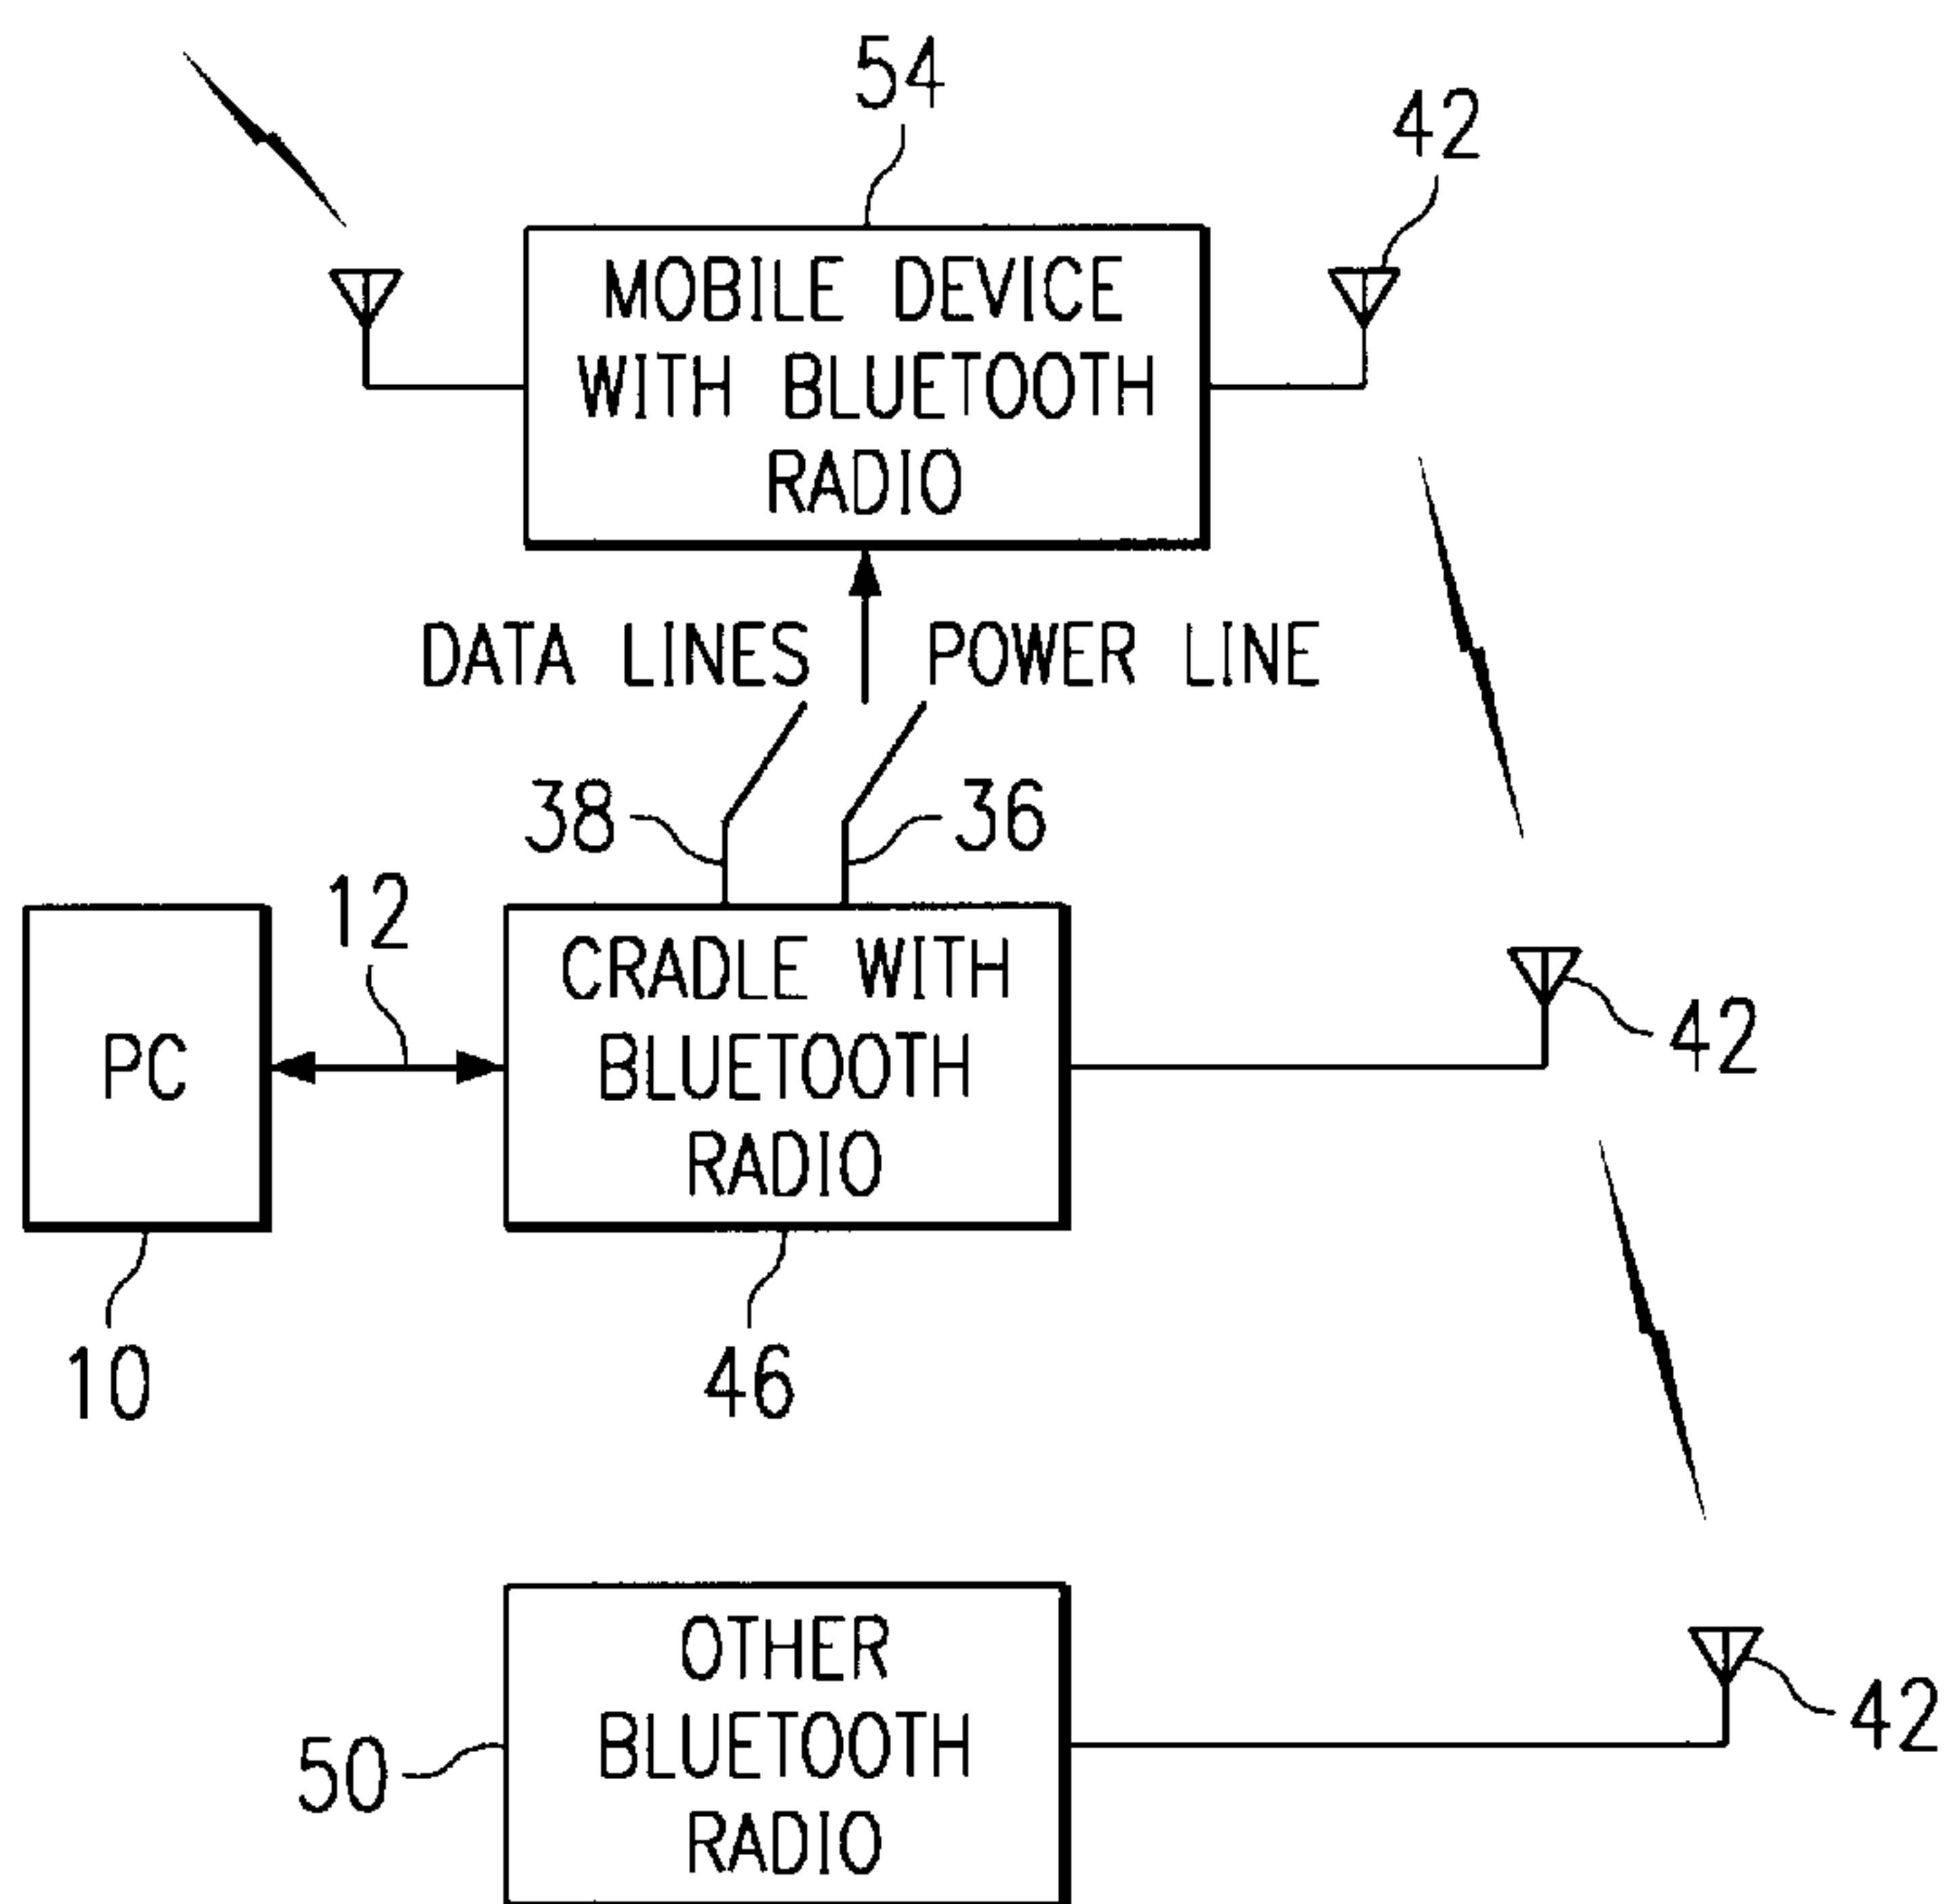 54
42
MOBILE DEVICE
WITH BLUETOOTH
RADIO
DATA LINES
POWER LINE
38
36
12
PC
CRADLE WITH
BLUETOOTH
RADIO
42
10
46
OTHER
BLUETOOTH
RADIO
50
42